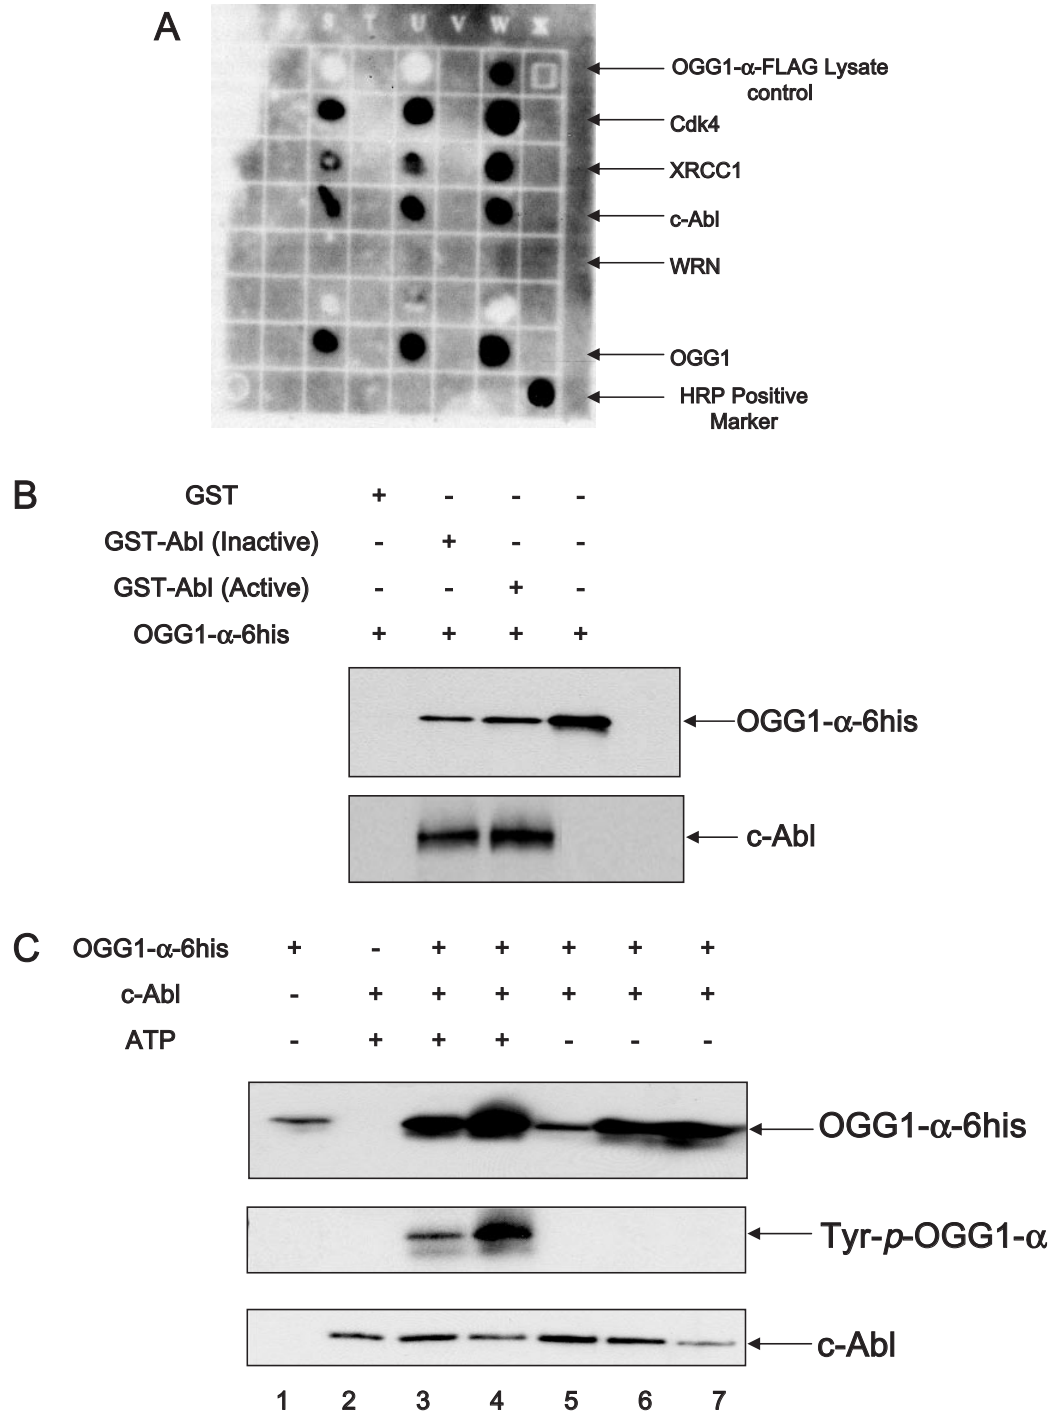 A
S T U V W X
OGG1-α-FLAG Lysate
control
Cdk4
XRCC1
c-Abl
WRN
OGG1
HRP Positive
Marker
B
GST + - - -
GST-Abl (Inactive) - + - -
GST-Abl (Active) - - + -
OGG1-α-6his + + + +
OGG1-α-6his
c-Abl
C
OGG1-α-6his + - + + + + +
c-Abl - + + + + + +
ATP - + + + - - -
OGG1-α-6his
Tyr-p-OGG1-α
c-Abl
1 2 3 4 5 6 7